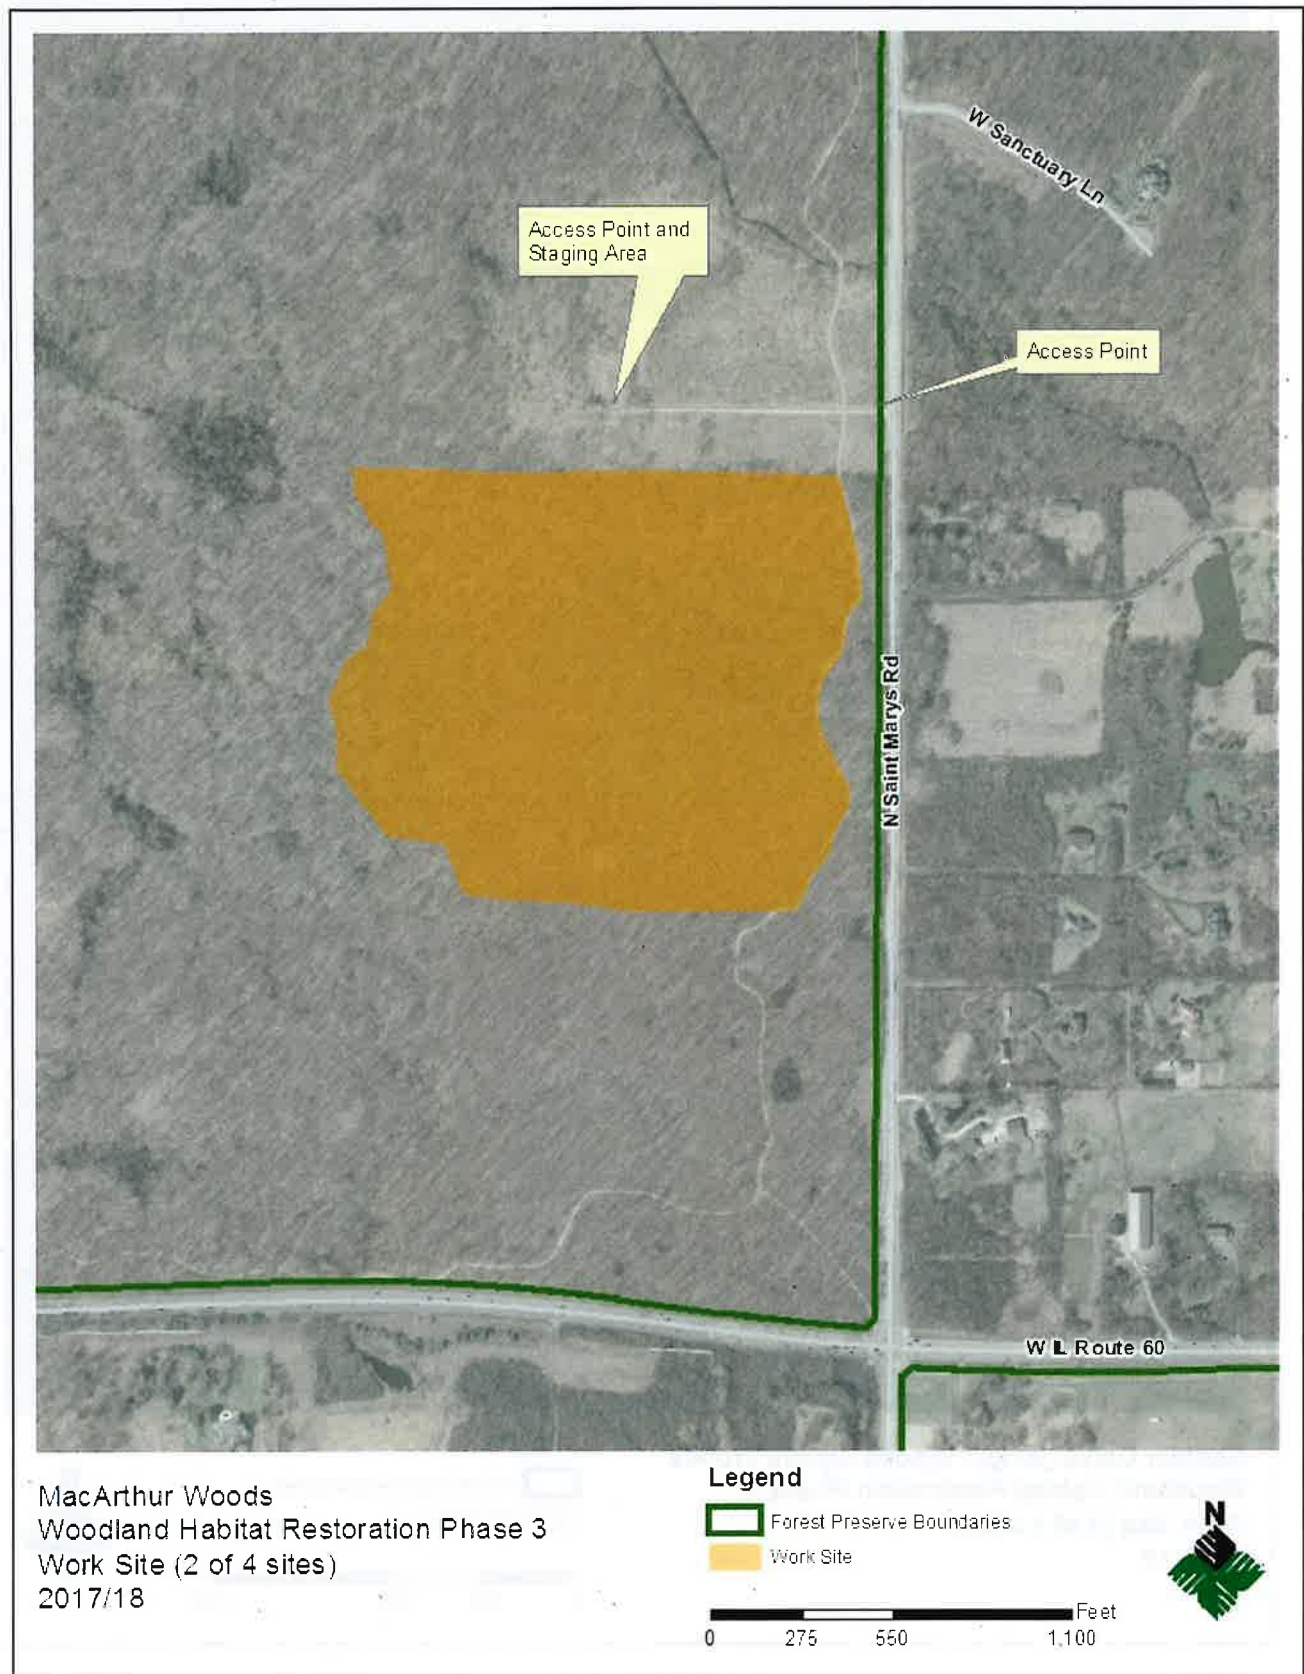 W Sanctuary Ln
Access Point and
Staging Area
Access Point
N Saint Marys Rd
W IL Route 60
MacArthur Woods
Woodland Habitat Restoration Phase 3
Work Site (2 of 4 sites)
2017/18
Legend
Forest Preserve Boundaries
Work Site
N
Feet
0 275 550 1,100